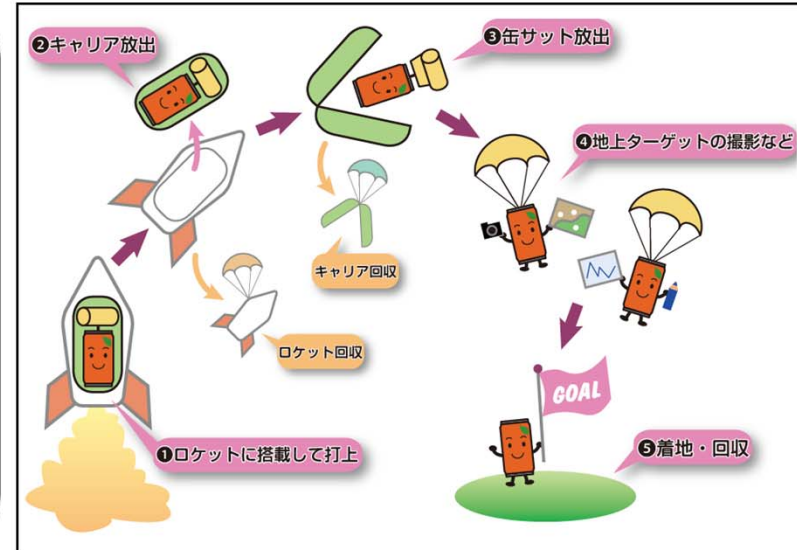 ❶ロケットに搭載して打上
❷キャリア放出
❸缶サット放出
❹地上ターゲットの撮影など
❺着地・回収
キャリア回収
ロケット回収
GOAL